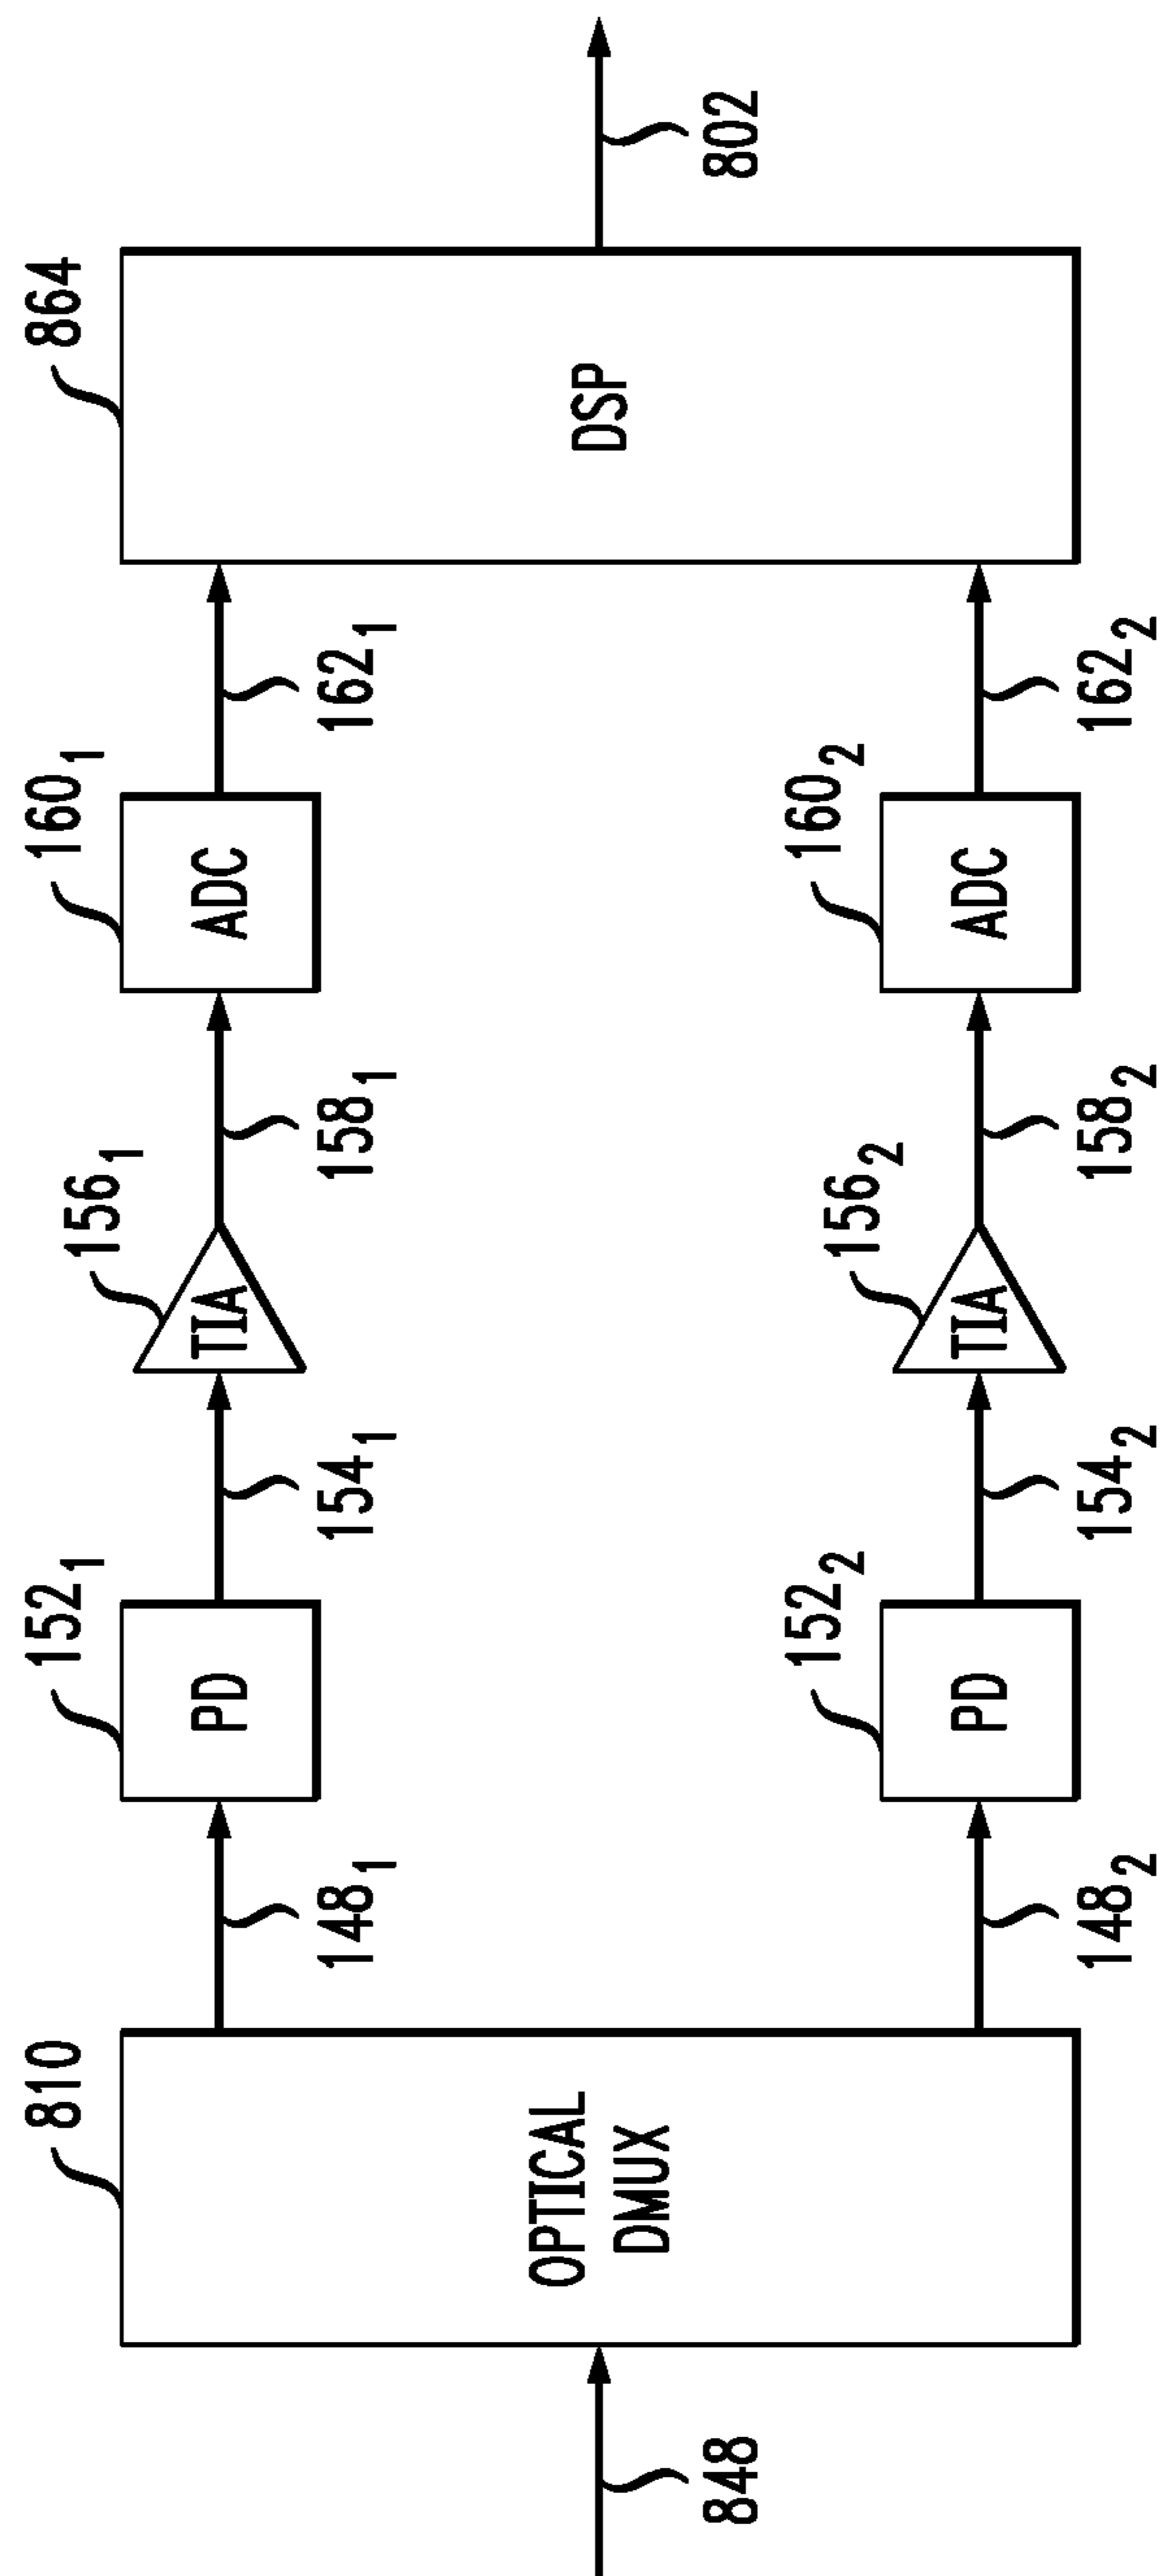 848
810
OPTICAL
DMUX
148₁
152₁
PD
154₁
156₁
TIA
158₁
160₁
ADC
162₁
148₂
152₂
PD
154₂
156₂
TIA
158₂
160₂
ADC
162₂
864
DSP
802